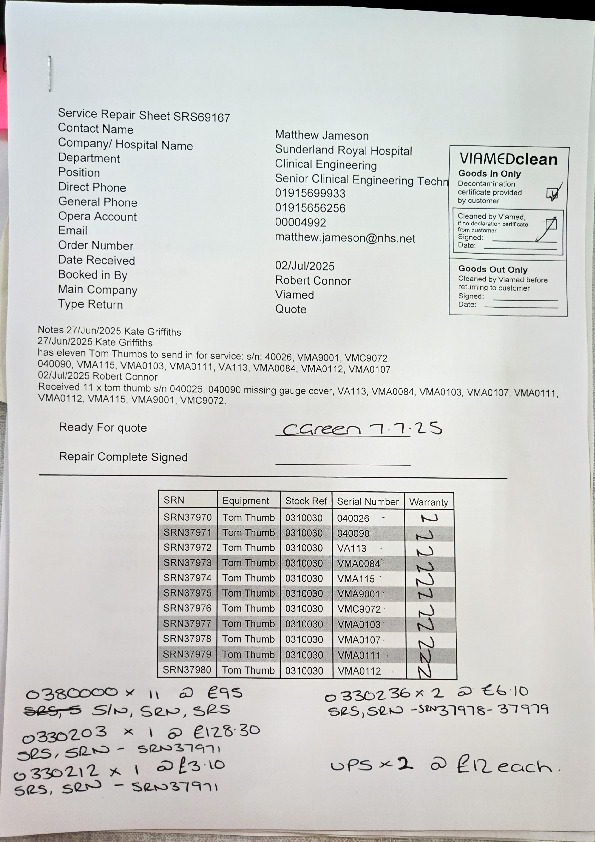 Service Repair Sheet SRS69167
Contact Name Matthew Jameson
Company/ Hospital Name Sunderland Royal Hospital
Department Clinical Engineering
Position Senior Clinical Engineering Techn
Direct Phone 01915699933
General Phone 01915656256
Opera Account 00004992
Email matthew.jameson@nhs.net
Order Number
Date Received 02/Jul/2025
Booked in By Robert Connor
Main Company Viamed
Type Return Quote
VIAMEDclean
Goods In Only
Decontamination
certificate provided
by customer
Cleaned by Viamed,
if no declaration certificate
from customer
Signed:
Date:
Goods Out Only
Cleaned by Viamed before
returning to customer
Signed:
Date:
Notes 27/Jun/2025 Kate Griffiths
27/Jun/2025 Kate Griffiths
has eleven Tom Thumbs to send in for service: s/n: 40026, VMA9001, VMC9072
040090, VMA115, VMA0103, VMA0111, VA113, VMA0084, VMA0112, VMA0107
02/Jul/2025 Robert Connor
Received 11 x tom thumb s/n 040026, 040090 missing gauge cover, VA113, VMA0084, VMA0103, VMA0107, VMA0111,
VMA0112, VMA115, VMA9001, VMC9072.
Ready For quote CGreen 7.7.25
Repair Complete Signed
SRN Equipment Stock Ref Serial Number Warranty
SRN37970 Tom Thumb 0310030 040026 N
SRN37971 Tom Thumb 0310030 040090 N
SRN37972 Tom Thumb 0310030 VA113 N
SRN37973 Tom Thumb 0310030 VMA0084 N
SRN37974 Tom Thumb 0310030 VMA115 N
SRN37975 Tom Thumb 0310030 VMA9001 N
SRN37976 Tom Thumb 0310030 VMC9072 N
SRN37977 Tom Thumb 0310030 VMA0103 N
SRN37978 Tom Thumb 0310030 VMA0107 N
SRN37979 Tom Thumb 0310030 VMA0111 N
SRN37980 Tom Thumb 0310030 VMA0112 N
0380000 x 11 @ £95
SRS, S S/N, SRN, SRS
0330203 x 1 @ £128.30
SRS, SRN - SRN37971
0330212 x 1 @ £3.10
SRS, SRN - SRN37971
0330236 x 2 @ £6.10
SRS, SRN - SRN37978 - 37979
UPS x 2 @ £12 each.